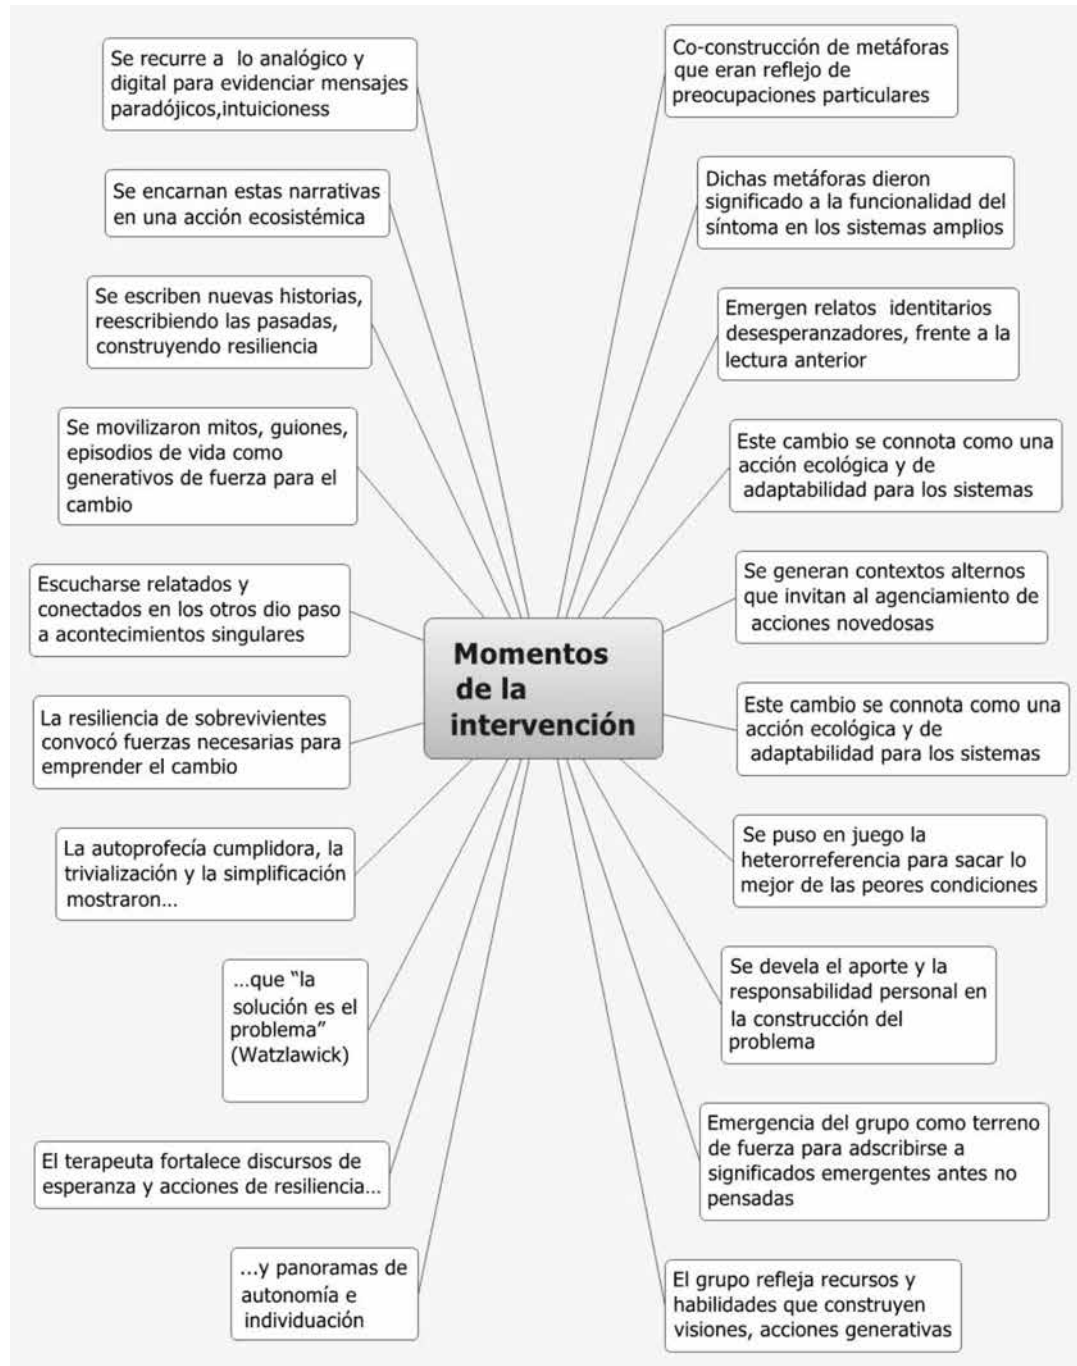 Se recurre a lo analógico y
digital para evidenciar mensajes
paradójicos,intuicioness
Se encarnan estas narrativas
en una acción ecosistémica
Se escriben nuevas historias,
reescribiendo las pasadas,
construyendo resiliencia
Se movilizaron mitos, guiones,
episodios de vida como
generativos de fuerza para el
cambio
Escucharse relatados y
conectados en los otros dio paso
a acontecimientos singulares
La resiliencia de sobrevivientes
convocó fuerzas necesarias para
emprender el cambio
La autoprofecía cumplidora, la
trivialización y la simplificación
mostraron...
...que “la
solución es el
problema”
(Watzlawick)
El terapeuta fortalece discursos de
esperanza y acciones de resiliencia...
...y panoramas de
autonomía e
individuación
Momentos
de la
intervención
Co-construcción de metáforas
que eran reflejo de
preocupaciones particulares
Dichas metáforas dieron
significado a la funcionalidad del
síntoma en los sistemas amplios
Emergen relatos identitarios
desesperanzadores, frente a la
lectura anterior
Este cambio se connota como una
acción ecológica y de
adaptabilidad para los sistemas
Se generan contextos alternos
que invitan al agenciamiento de
acciones novedosas
Este cambio se connota como una
acción ecológica y de
adaptabilidad para los sistemas
Se puso en juego la
heterorreferencia para sacar lo
mejor de las peores condiciones
Se devela el aporte y la
responsabilidad personal en
la construcción del
problema
Emergencia del grupo como terreno
de fuerza para adscribirse a
significados emergentes antes no
pensadas
El grupo refleja recursos y
habilidades que construyen
visiones, acciones generativas